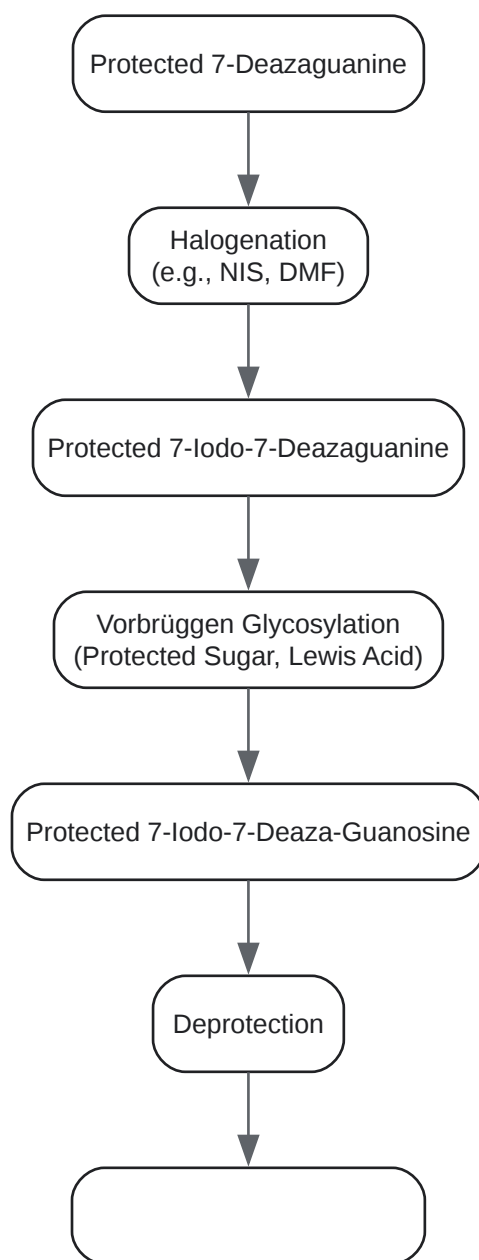 Protected 7-Deazaguanine
Halogenation
(e.g., NIS, DMF)
Protected 7-Iodo-7-Deazaguanine
Vorbrüggen Glycosylation
(Protected Sugar, Lewis Acid)
Protected 7-Iodo-7-Deaza-Guanosine
Deprotection